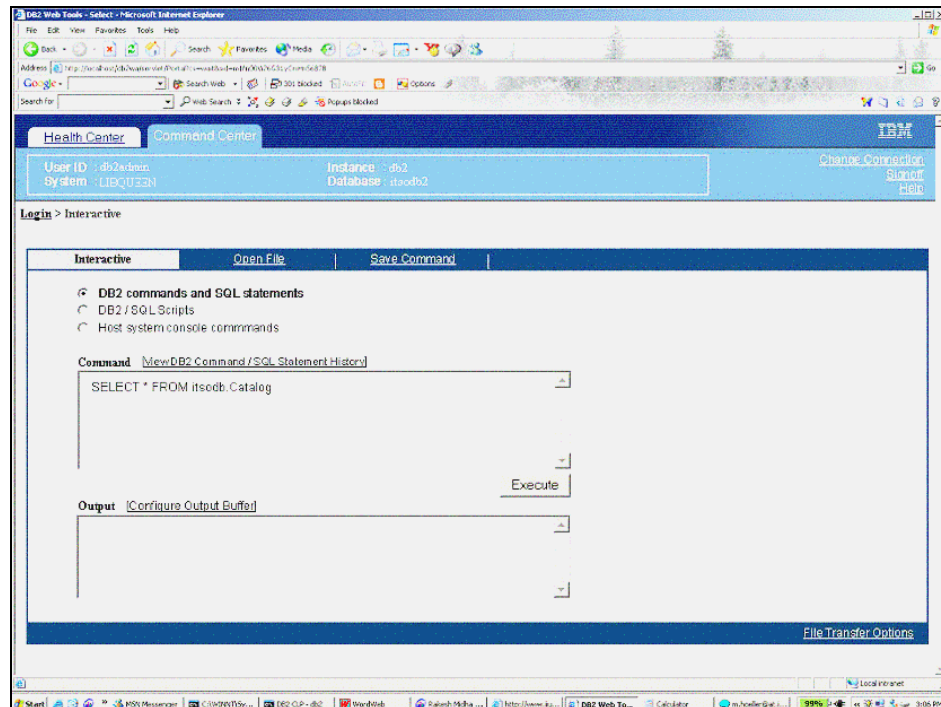 DB2 Web Tools - Select - Microsoft Internet Explorer
File Edit View Favorites Tools Help
Back Search Favorites Media
Address
Go
Google Search Web 301 blocked Options
Search for Web Search Popups blocked
Health Center Command Center IBM
User ID : db2admin Instance : db2 Change Connection
System : LIBQUEEN Database : itsodb2 Signoff
Help
Login > Interactive
Interactive Open File Save Command
DB2 commands and SQL statements
DB2 / SQL Scripts
Host system console commmands
Command [View DB2 Command / SQL Statement History]
SELECT * FROM itsodb.Catalog
Execute
Output [Configure Output Buffer]
File Transfer Options
Local intranet
Start MSN Messenger DB2 CLP - db2 WordWeb DB2 Web To... Calculator 99% 3:06 PM